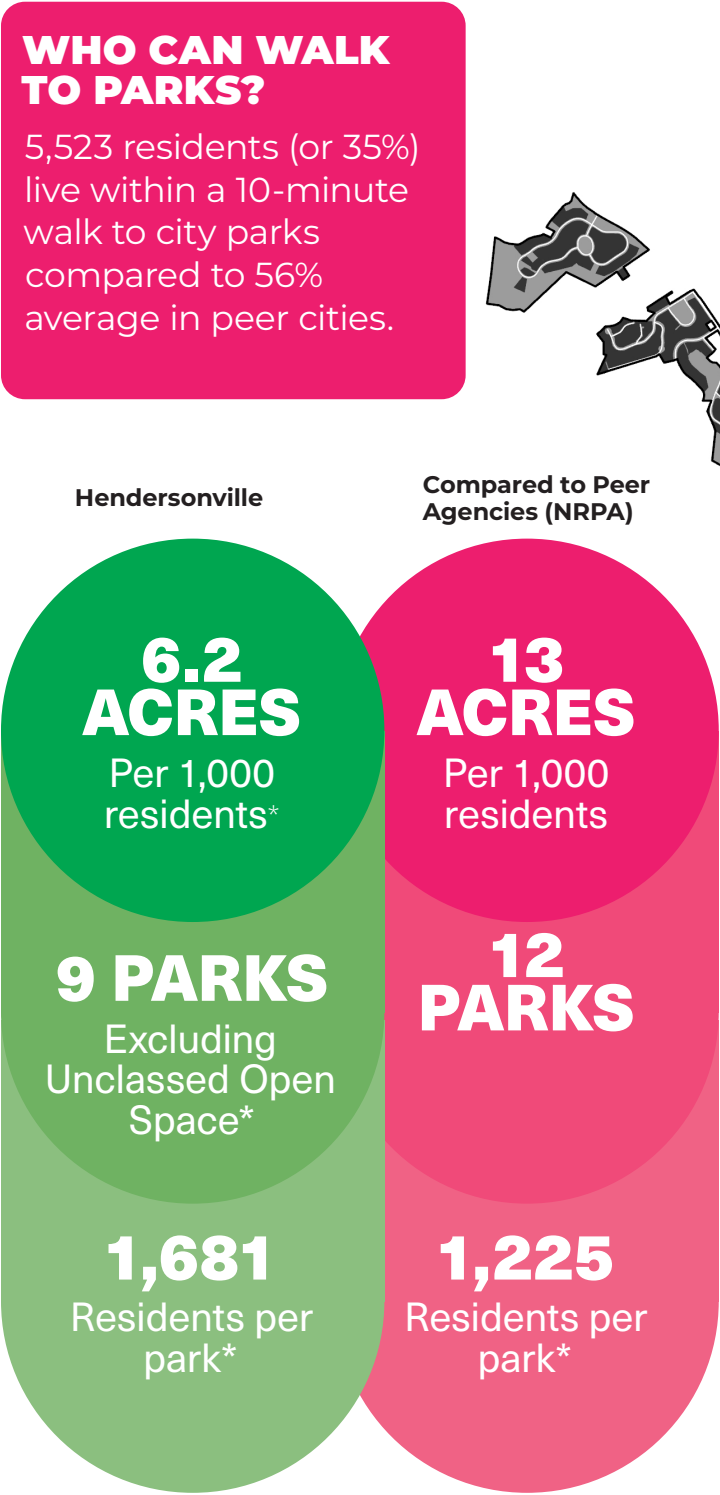 WHO CAN WALK
TO PARKS?
5,523 residents (or 35%)
live within a 10-minute
walk to city parks
compared to 56%
average in peer cities.
Hendersonville
Compared to Peer
Agencies (NRPA)
6.2
ACRES
Per 1,000
residents*
13
ACRES
Per 1,000
residents
9 PARKS
Excluding
Unclassed Open
Space*
12
PARKS
1,681
Residents per
park*
1,225
Residents per
park*